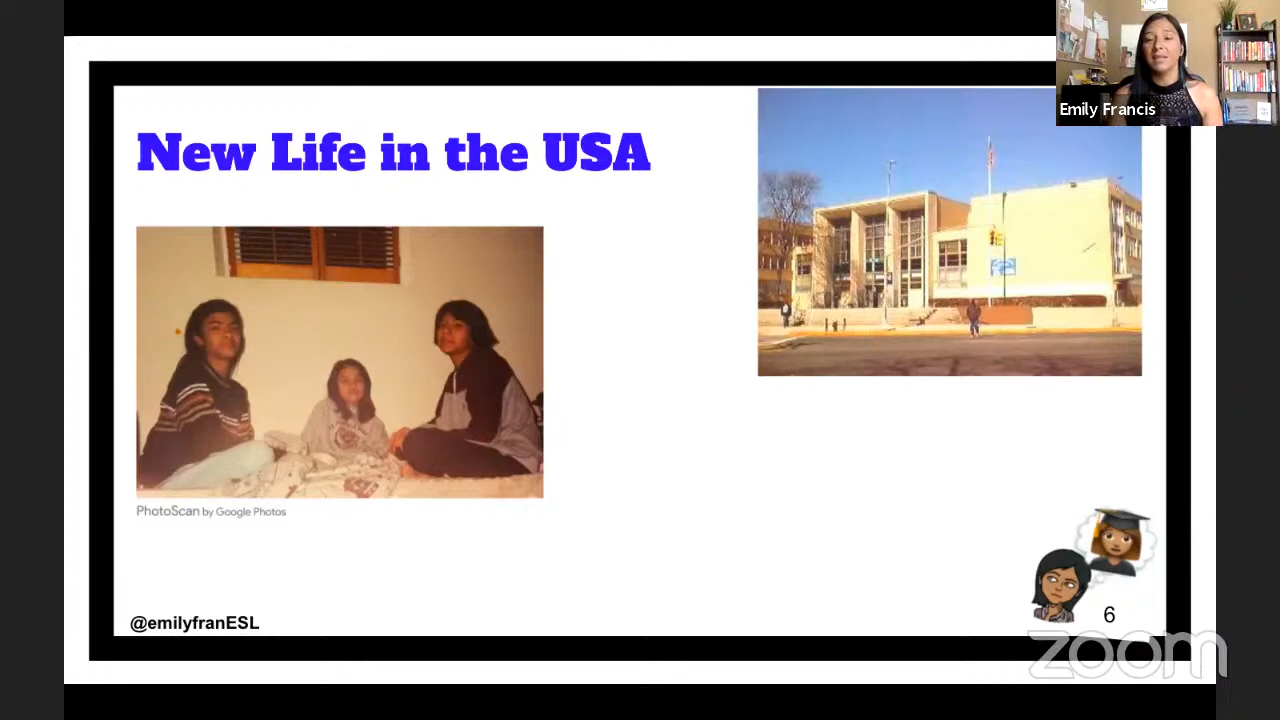 Emily Francis
New Life in the USA
PhotoScan by Google Photos
@emilyfranESL
6
zoom